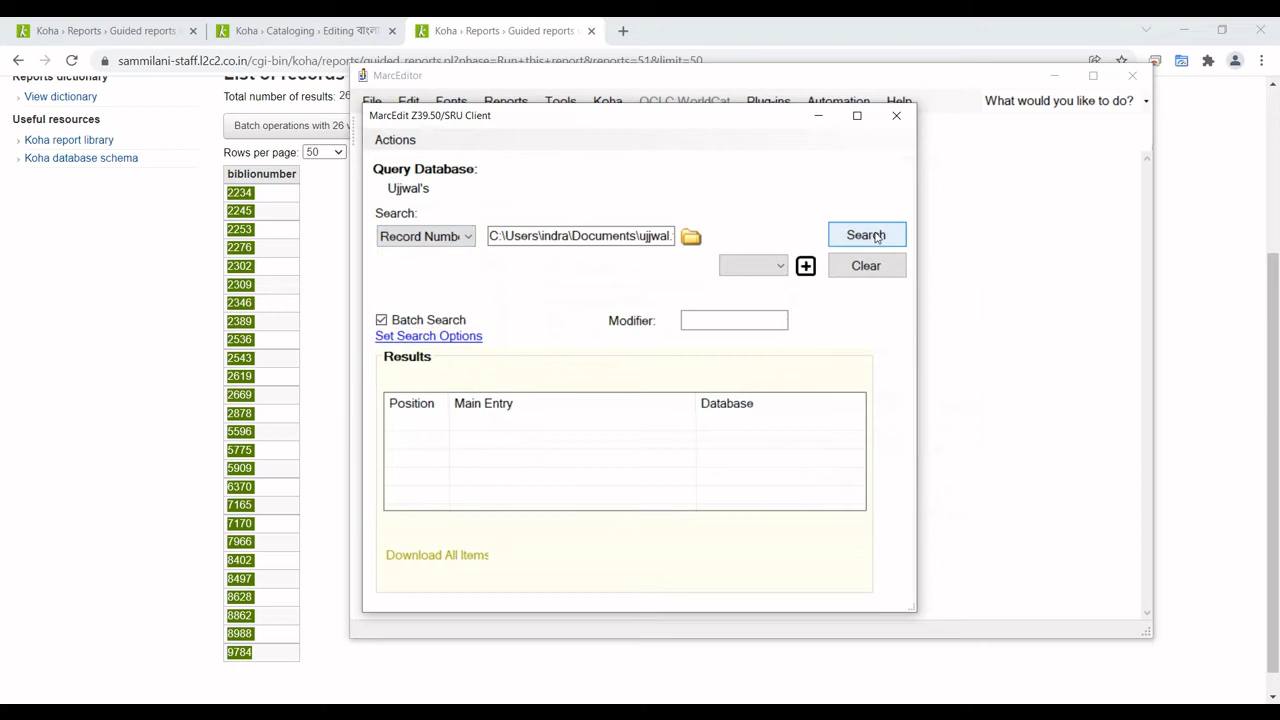 Koha › Reports › Guided reports
Koha › Cataloging › Editing বাংলা
Koha › Reports › Guided reports
sammilani-staff.l2c2.co.in/cgi-bin/koha/reports/guided_reports.pl?phase=Run+this+report&reports=51&limit=50
Reports dictionary
View dictionary
Useful resources
Koha report library
Koha database schema
List of records
Total number of results: 26
Batch operations with 26 v
Rows per page: 50
biblionumber
2234
2245
2253
2276
2302
2309
2346
2389
2536
2543
2619
2669
2878
5596
5775
5909
6370
7165
7170
7966
8402
8497
8628
8862
8988
9784
MarcEditor
File Edit Fonts Reports Tools Koha OCLC WorldCat Plug-ins Automation Help What would you like to do?
MarcEdit Z39.50/SRU Client
Actions
Query Database:
Ujjwal's
Search:
Record Numb C:\Users\indra\Documents\ujjwal. Search
Clear
Batch Search Modifier:
Set Search Options
Results
Position Main Entry Database
Download All Items